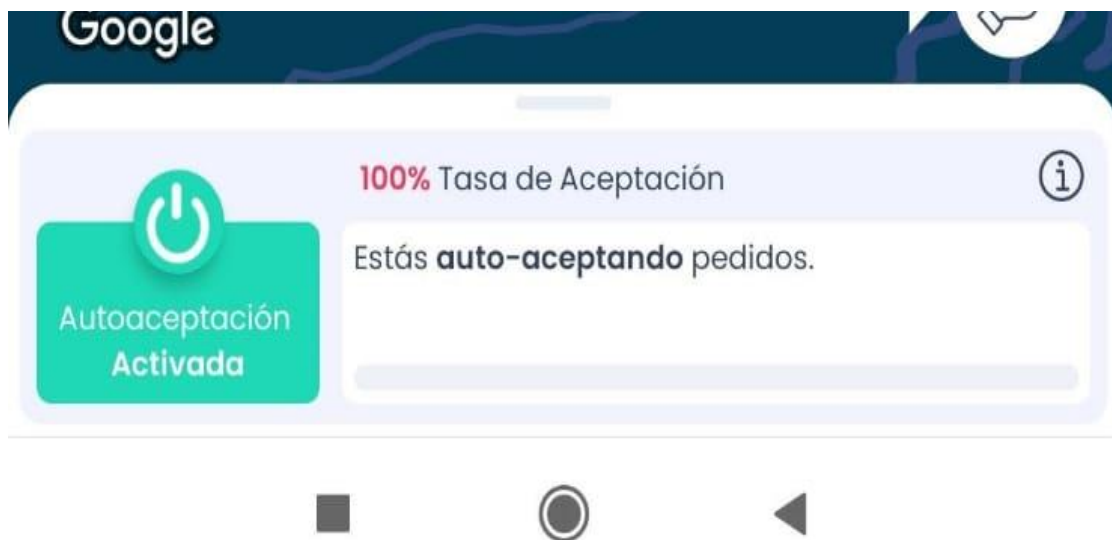 Google
100% Tasa de Aceptación
Estás auto-aceptando pedidos.
Autoaceptación
Activada